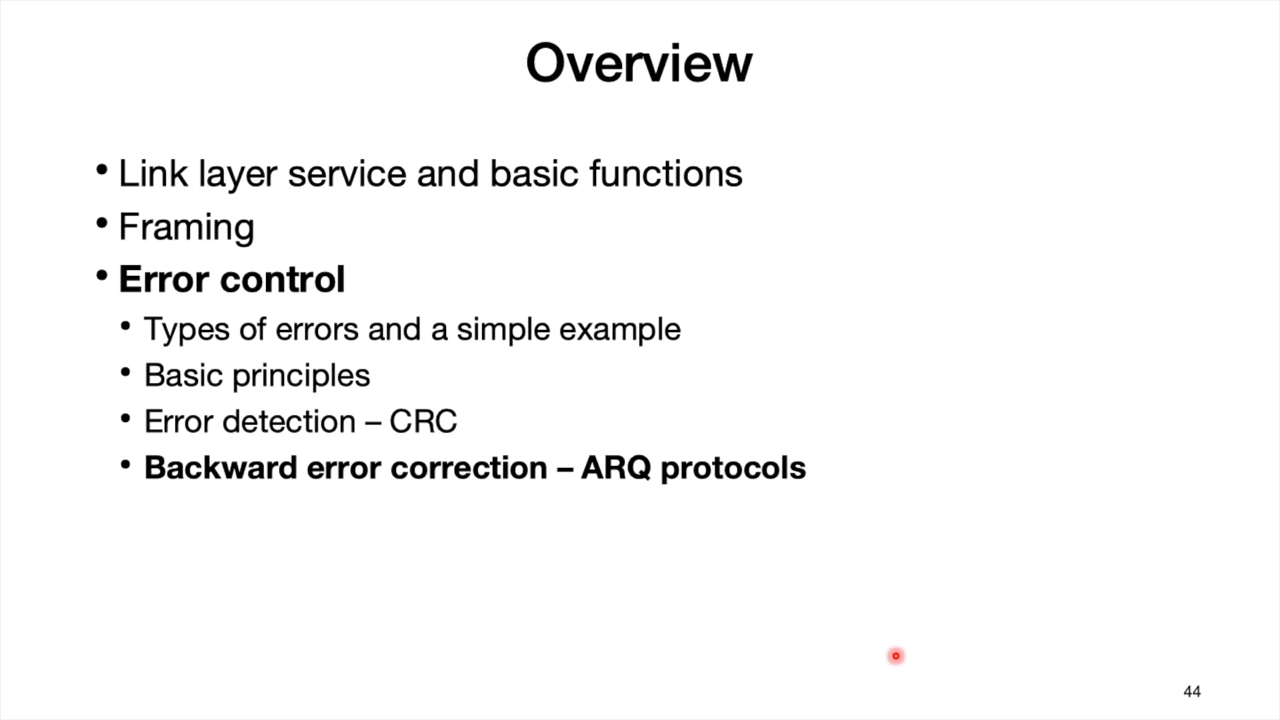 Overview
• Link layer service and basic functions
• Framing
• Error control
• Types of errors and a simple example
• Basic principles
• Error detection – CRC
• Backward error correction – ARQ protocols
44